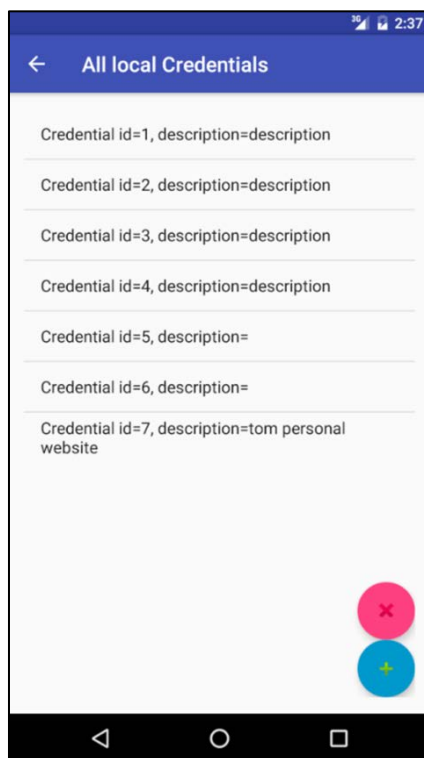 3G 2:37
All local Credentials
Credential id=1, description=description
Credential id=2, description=description
Credential id=3, description=description
Credential id=4, description=description
Credential id=5, description=
Credential id=6, description=
Credential id=7, description=tom personal
website